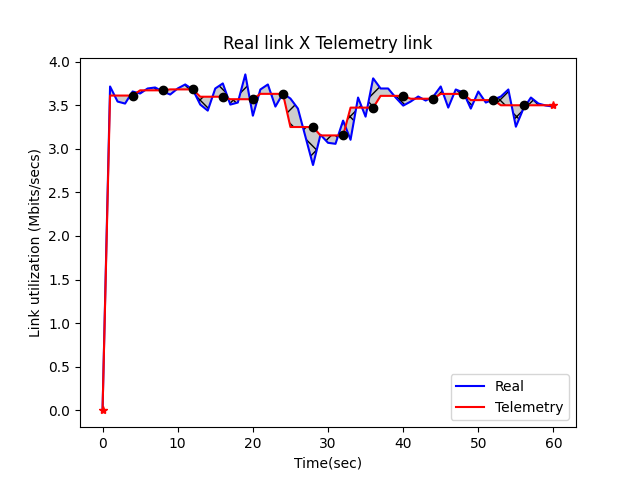 Real link X Telemetry link
Link utilization (Mbits/secs)
4.0
3.5
3.0
2.5
2.0
1.5
1.0
0.5
0.0
0 10 20 30 40 50 60
Time(sec)
Real
Telemetry